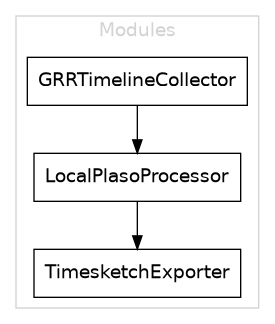 Modules
GRRTimelineCollector
LocalPlasoProcessor
TimesketchExporter